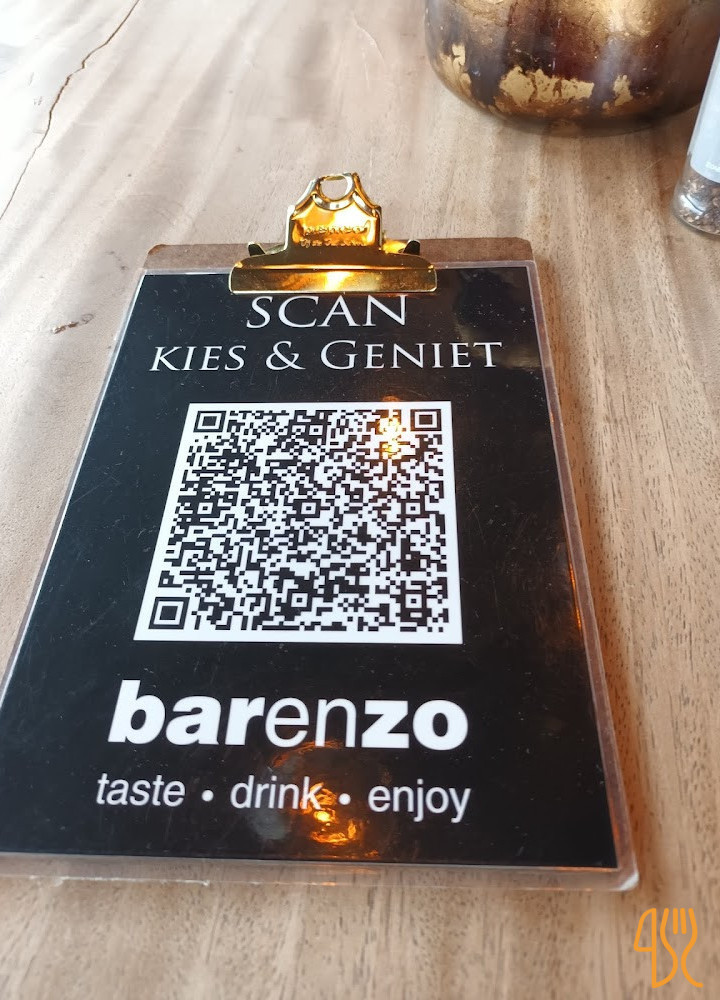 SCAN
KIES & GENIET
barenzo
taste • drink • enjoy